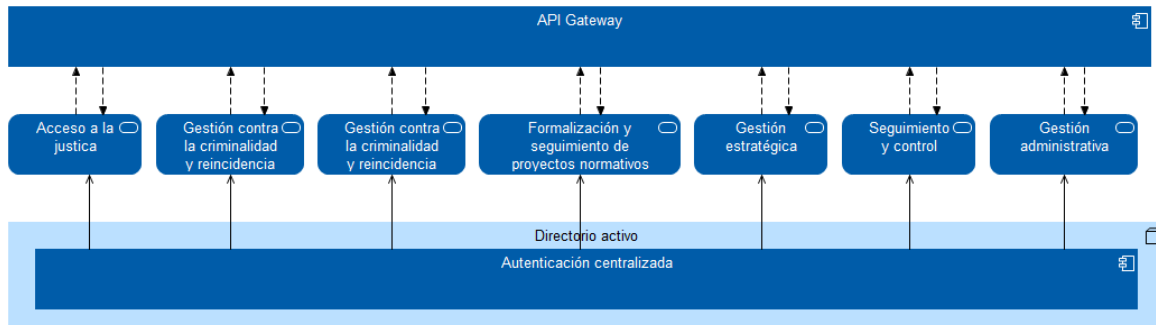 API Gateway
Acceso a la
justica
Gestión contra
la criminalidad
y reincidencia
Gestión contra
la criminalidad
y reincidencia
Formalización y
seguimiento de
proyectos normativos
Gestión
estratégica
Seguimiento
y control
Gestión
administrativa
Directorio activo
Autenticación centralizada